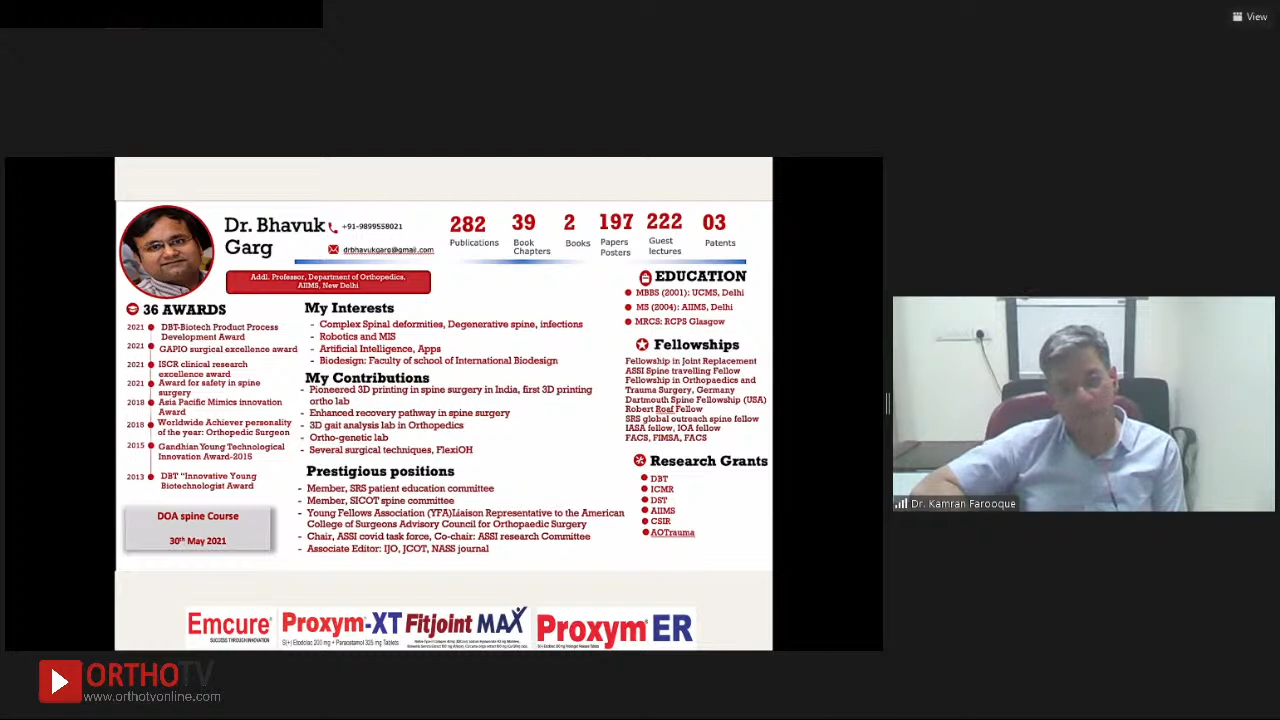 View
Dr. Bhavuk
Garg
+91-9899558021
drbhavukgarg@gmail.com
282
Publications
39
Book
Chapters
2
Books
197
Papers
Posters
222
Guest
lectures
03
Patents
Addl. Professor, Department of Orthopedics,
AIIMS, New Delhi
36 AWARDS
2021 DBT-Biotech Product Process
Development Award
2021 GAPIO surgical excellence award
2021 ISCR clinical research
excellence award
2021 Award for safety in spine
surgery
2018 Asia Pacific Mimics innovation
Award
2018 Worldwide Achiever personality
of the year: Orthopedic Surgeon
2015 Gandhian Young Technological
Innovation Award-2015
2013 DBT "Innovative Young
Biotechnologist Award
DOA spine Course
30th May 2021
My Interests
- Complex Spinal deformities, Degenerative spine, infections
- Robotics and MIS
- Artificial Intelligence, Apps
- Biodesign: Faculty of school of International Biodesign
My Contributions
- Pioneered 3D printing in spine surgery in India, first 3D printing
ortho lab
- Enhanced recovery pathway in spine surgery
- 3D gait analysis lab in Orthopedics
- Ortho-genetic lab
- Several surgical techniques, FlexiOH
Prestigious positions
- Member, SRS patient education committee
- Member, SICOT spine committee
- Young Fellows Association (YFA)Liaison Representative to the American
College of Surgeons Advisory Council for Orthopaedic Surgery
- Chair, ASSI covid task force, Co-chair: ASSI research Committee
- Associate Editor: IJO, JCOT, NASS journal
EDUCATION
MBBS (2001): UCMS, Delhi
MS (2004): AIIMS, Delhi
MRCS: RCPS Glasgow
Fellowships
Fellowship in Joint Replacement
ASSI Spine travelling Fellow
Fellowship in Orthopaedics and
Trauma Surgery, Germany
Dartmouth Spine Fellowship (USA)
Robert Roaf Fellow
SRS global outreach spine fellow
IASA fellow, IOA fellow
FACS, FIMSA, FACS
Research Grants
DBT
ICMR
DST
AIIMS
CSIR
AOTrauma
Dr. Kamran Farooque
Emcure
SUCCESS THROUGH INNOVATION
Proxym-XT
S(+) Etodolac 200 mg + Paracetamol 325 mg Tablets
Fitjoint MAX
Proxym ER
ORTHOTV
www.orthotvonline.com